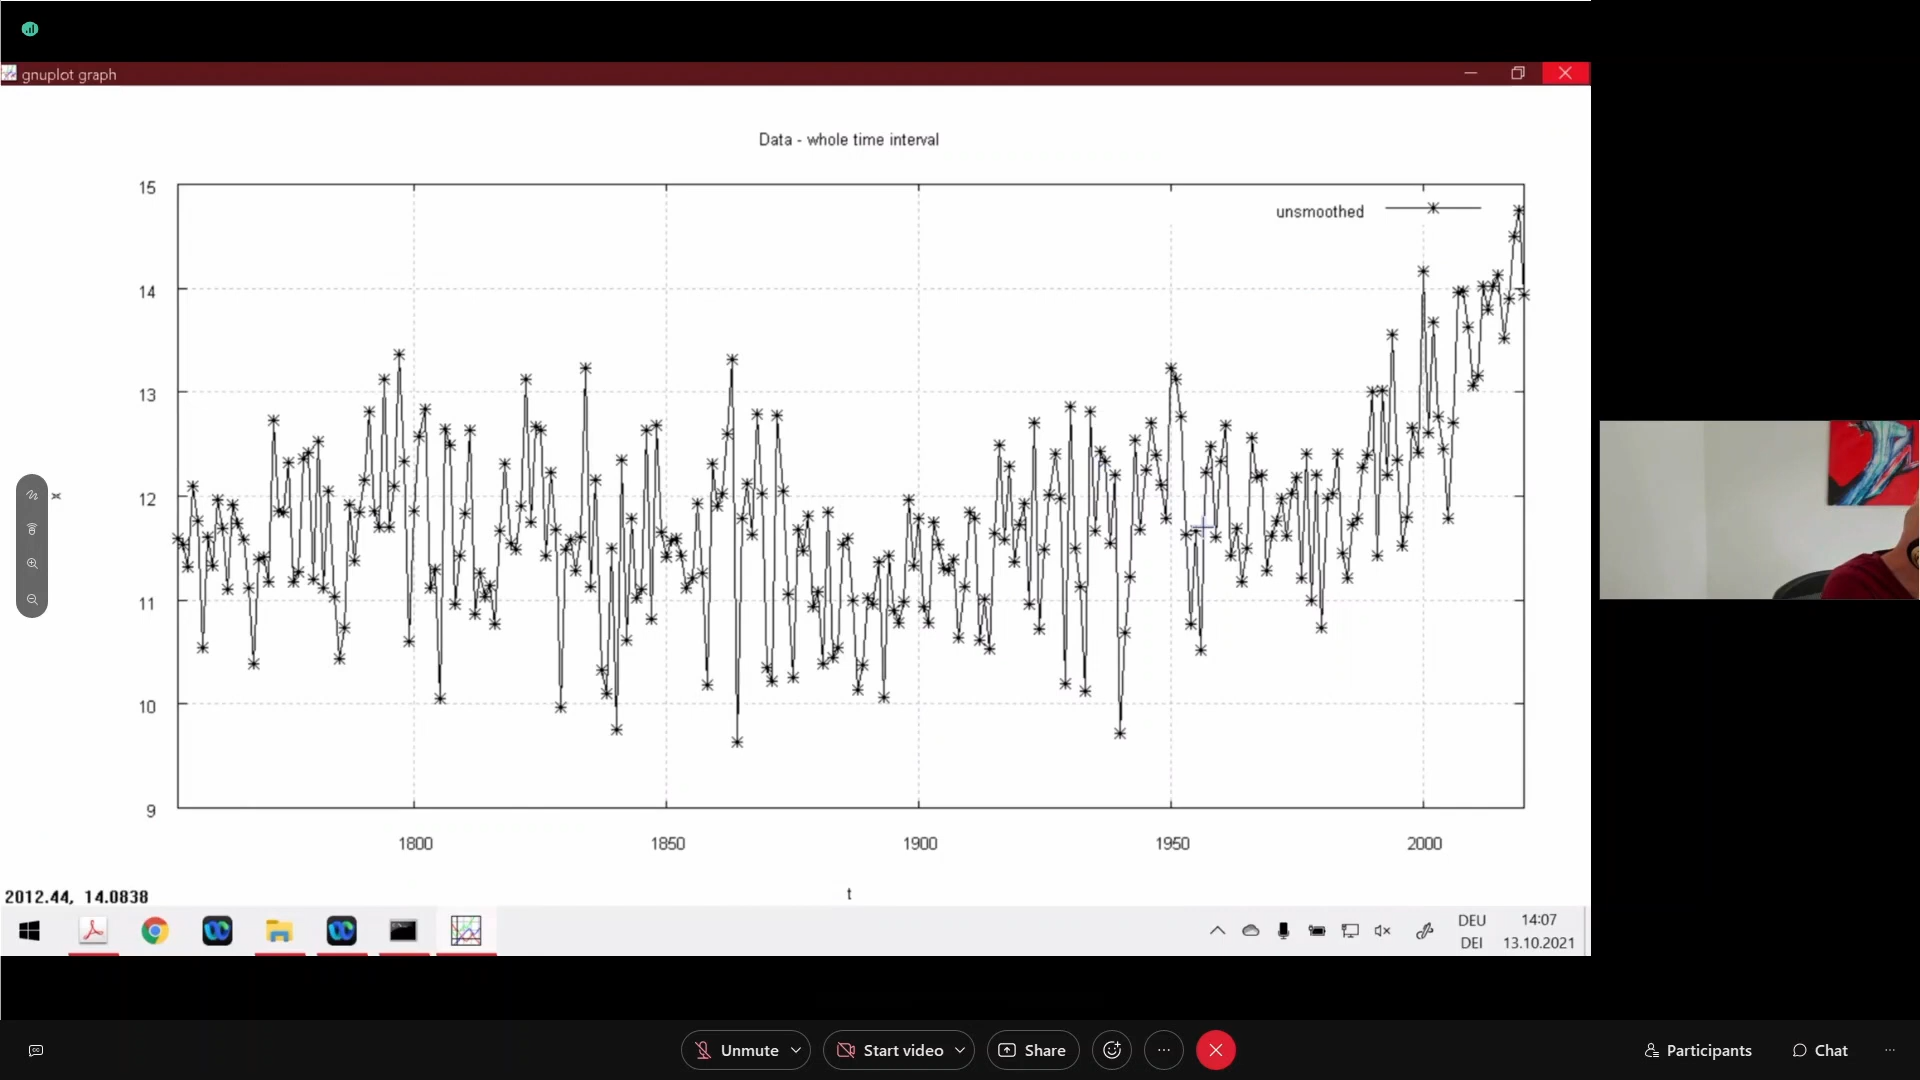 gnuplot graph
Data - whole time interval
unsmoothed
15
14
13
12
11
10
9
x
1800
1850
1900
1950
2000
t
2012.44, 14.0838
DEU
DEI
14:07
13.10.2021
Unmute
Start video
Share
Participants
Chat